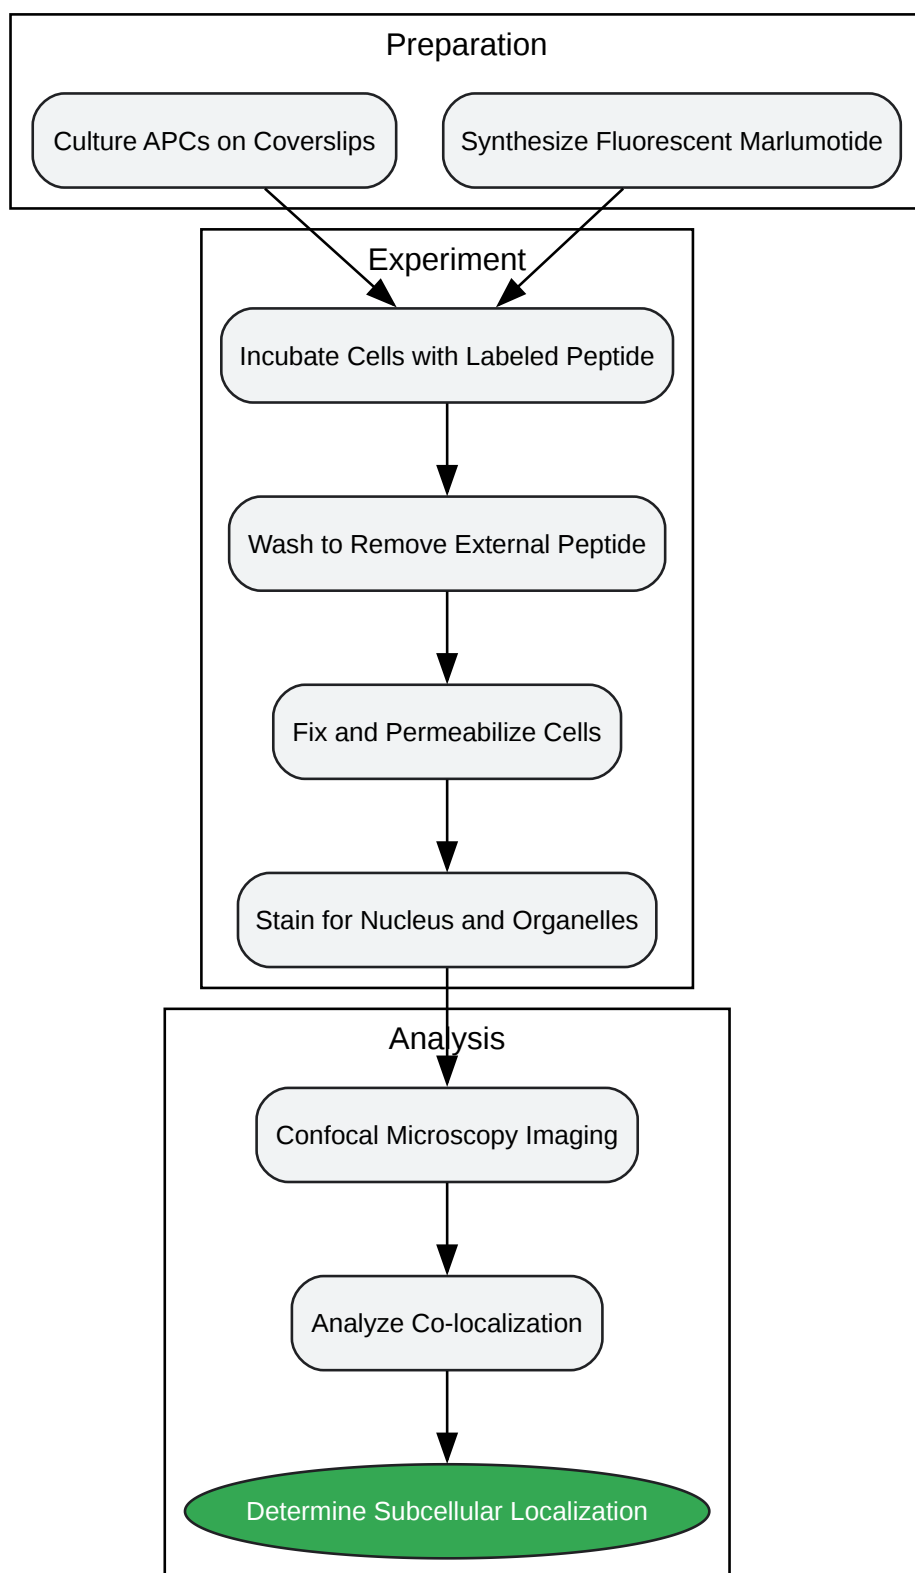 Preparation
Culture APCs on Coverslips
Synthesize Fluorescent Marlumotide
Experiment
Incubate Cells with Labeled Peptide
Wash to Remove External Peptide
Fix and Permeabilize Cells
Stain for Nucleus and Organelles
Analysis
Confocal Microscopy Imaging
Analyze Co-localization
Determine Subcellular Localization